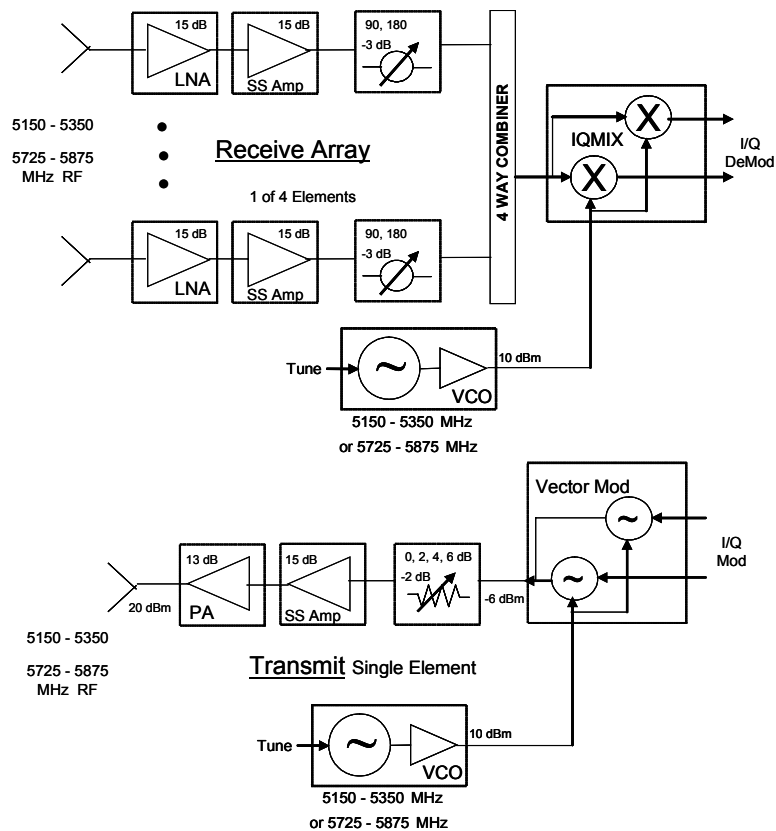 15 dB
LNA
15 dB
SS Amp
90, 180
-3 dB
5150 - 5350
5725 - 5875
MHz RF
Receive Array
1 of 4 Elements
4 WAY COMBINER
IQMIX
X
X
I/Q
DeMod
15 dB
LNA
15 dB
SS Amp
90, 180
-3 dB
Tune
~
VCO
10 dBm
5150 - 5350 MHz
or 5725 - 5875 MHz
Vector Mod
~
~
I/Q
Mod
-6 dBm
0, 2, 4, 6 dB
-2 dB
15 dB
SS Amp
13 dB
PA
20 dBm
5150 - 5350
5725 - 5875
MHz RF
Transmit Single Element
Tune
~
VCO
10 dBm
5150 - 5350 MHz
or 5725 - 5875 MHz